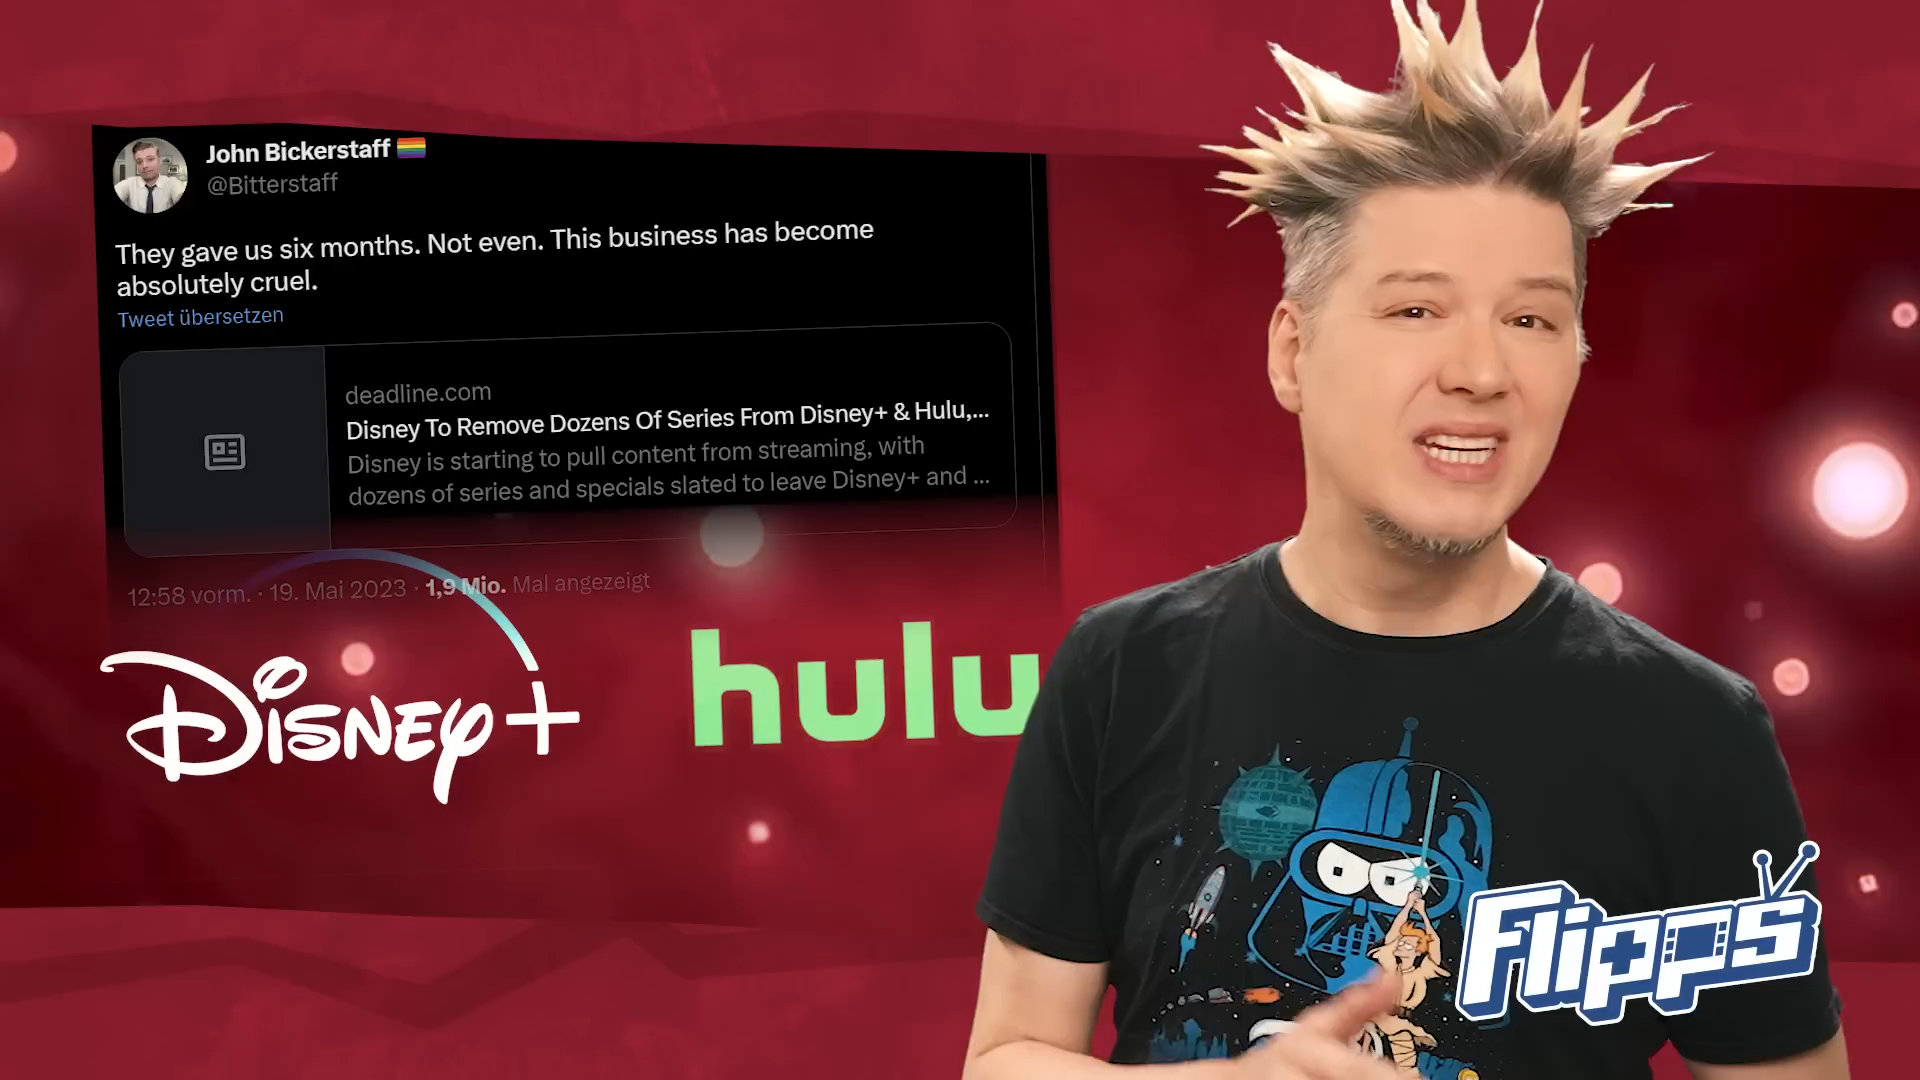 John Bickerstaff
@Bitterstaff
They gave us six months. Not even. This business has become
absolutely cruel.
Tweet übersetzen
deadline.com
Disney To Remove Dozens Of Series From Disney+ & Hulu,...
Disney is starting to pull content from streaming, with
dozens of series and specials slated to leave Disney+ and ...
12:58 vorm. · 19. Mai 2023 · 1,9 Mio. Mal angezeigt
Disney+
hulu
Flipps